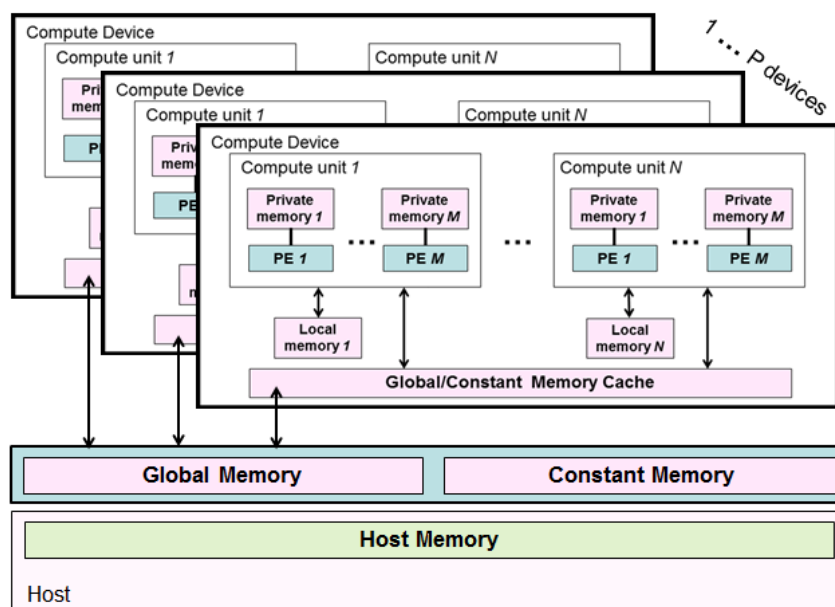 Compute Device
Compute unit 1
Compute unit N
1 ... P devices
Compute Device
Compute unit 1
Compute unit N
Compute Device
Compute unit 1
Compute unit N
Private
memory 1
Private
memory M
Private
memory 1
Private
memory M
PE 1
...
PE M
...
PE 1
...
PE M
Local
memory 1
Local
memory N
Global/Constant Memory Cache
Global Memory
Constant Memory
Host Memory
Host